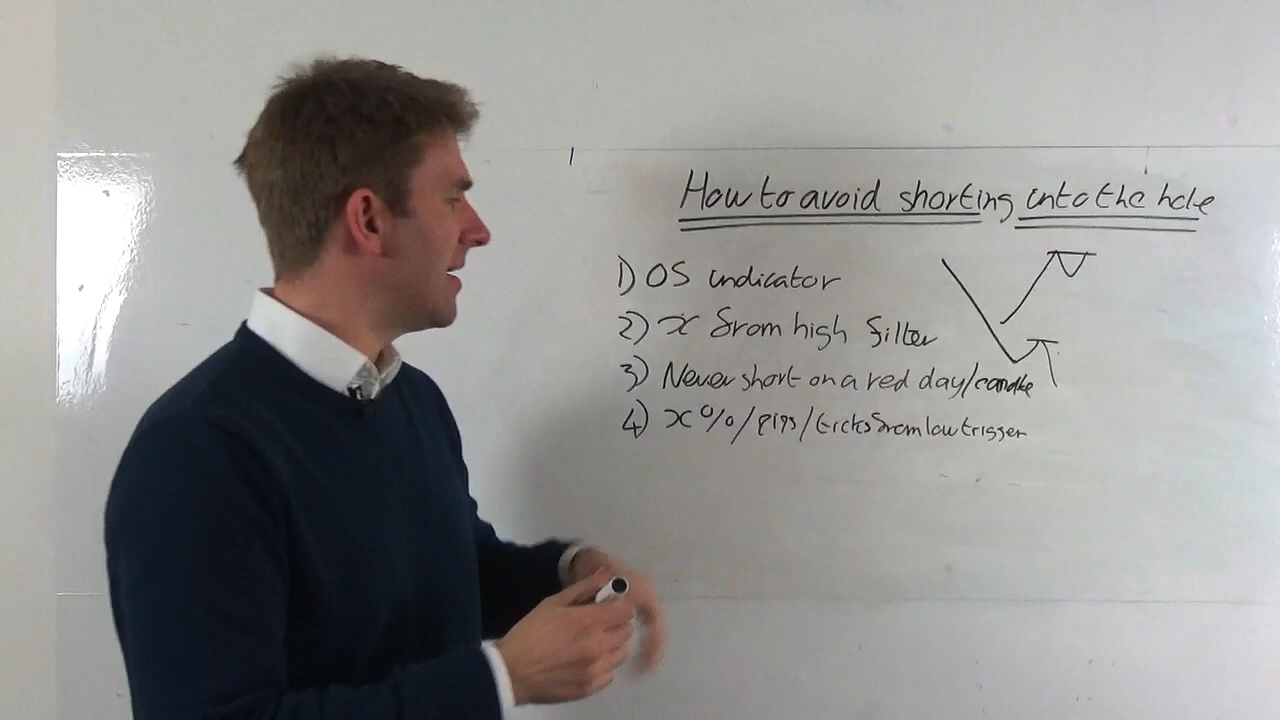 How to avoid shorting into the hole
1) OS indicator
2) x from high filter
3) Never short on a red day/candle
4) x%/pips/ticks from low trigger